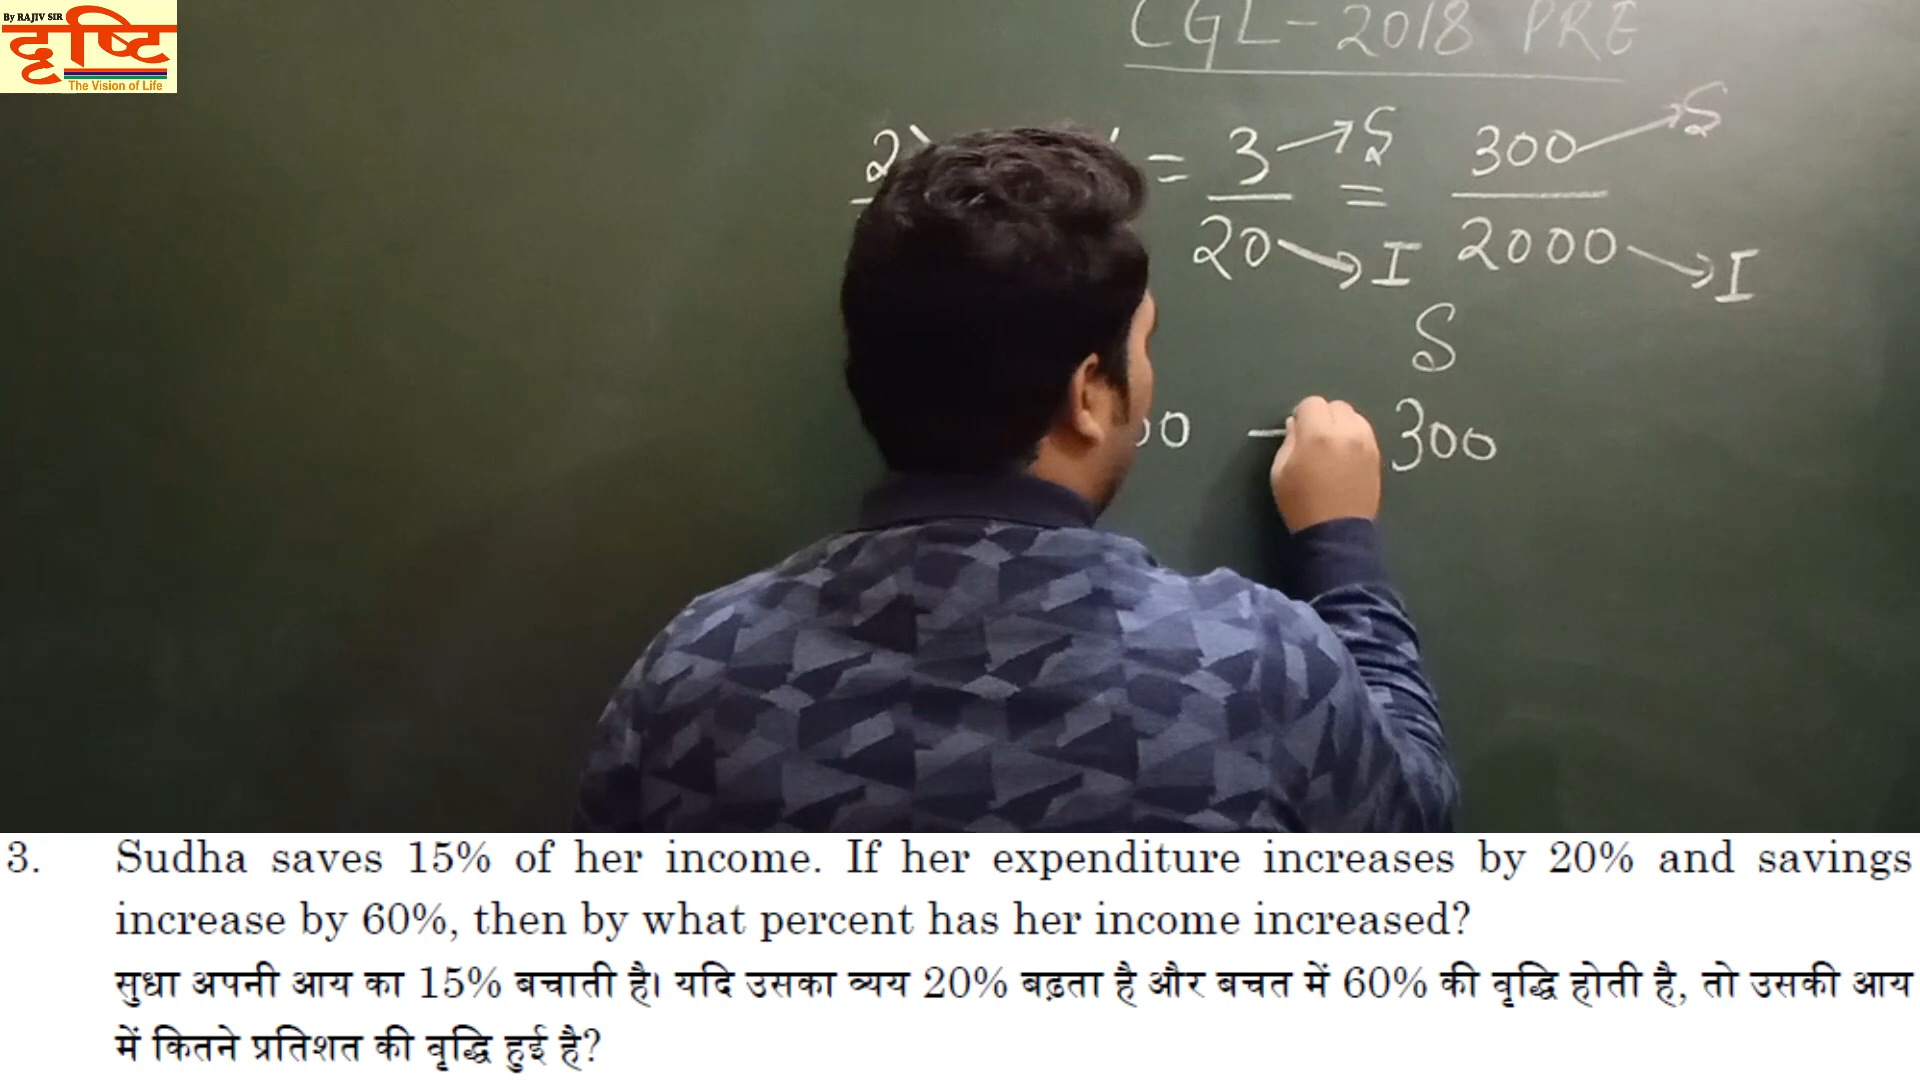 By RAJIV SIR
दृष्टि
The Vision of Life
CGL - 2018 PRE
= 3 → S = 300 → S
20 → I 2000 → I
S
300
3. Sudha saves 15% of her income. If her expenditure increases by 20% and savings
increase by 60%, then by what percent has her income increased?
सुधा अपनी आय का 15% बचाती है। यदि उसका व्यय 20% बढ़ता है और बचत में 60% की वृद्धि होती है, तो उसकी आय
में कितने प्रतिशत की वृद्धि हुई है?